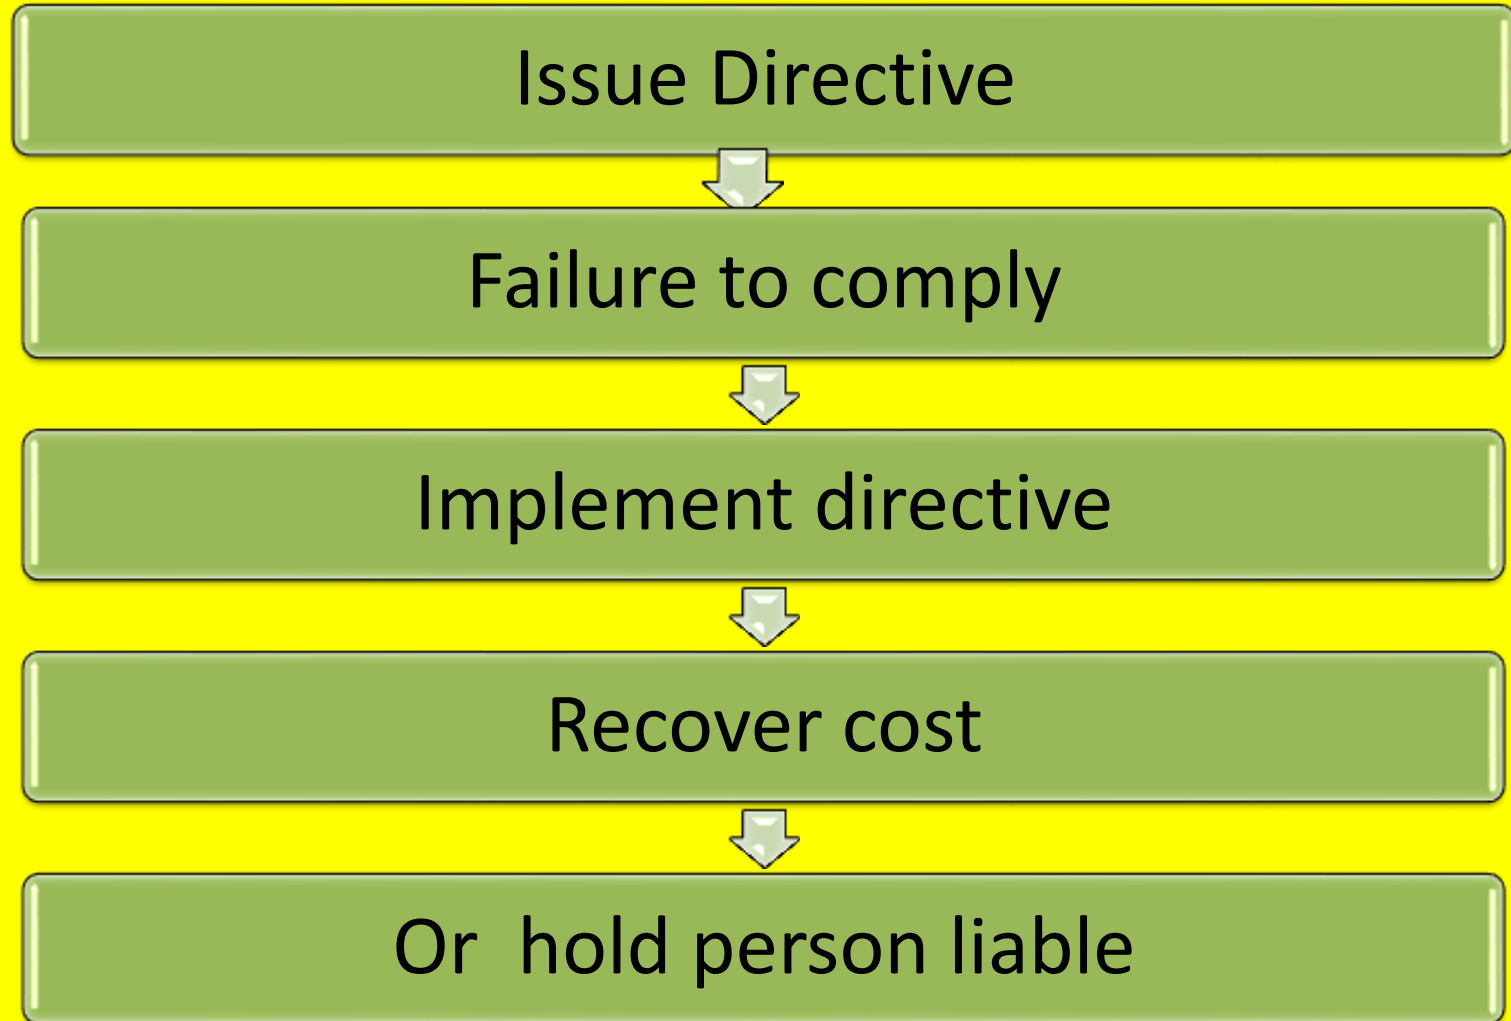 Issue Directive
Failure to comply
Implement directive
Recover cost
Or  hold person liable